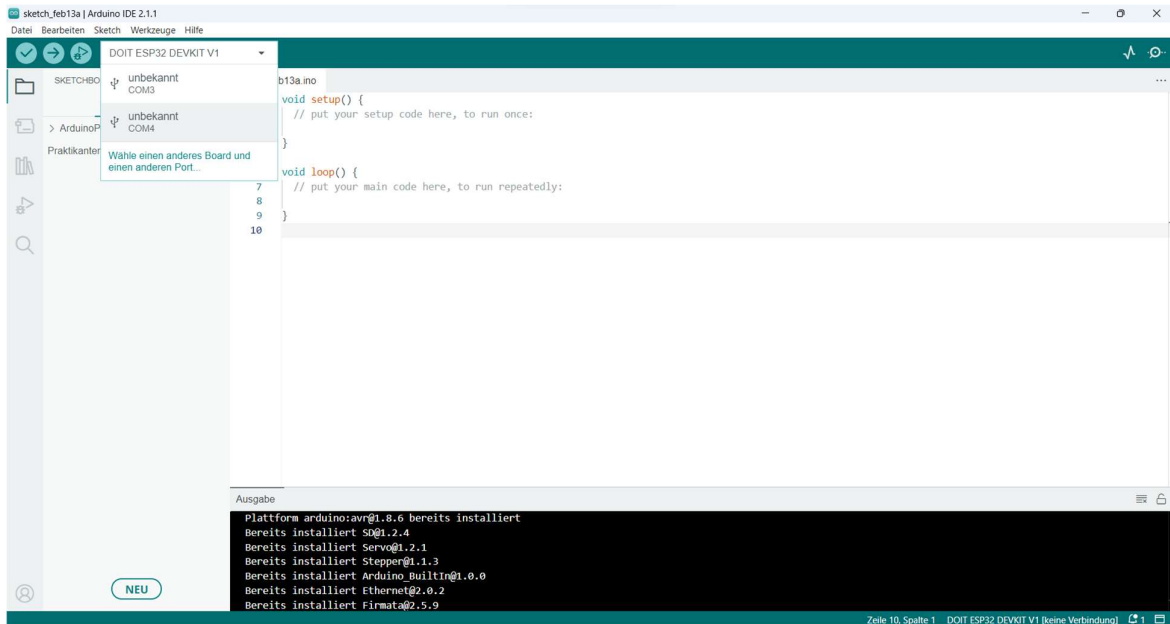 sketch_feb13a | Arduino IDE 2.1.1
Datei Bearbeiten Sketch Werkzeuge Hilfe
DOIT ESP32 DEVKIT V1
unbekannt
COM3
unbekannt
COM4
Wähle einen anderes Board und
einen anderen Port...
SKETCHBO
ArduinoP
Praktikanten
b13a.ino
void setup() {
// put your setup code here, to run once:
}
void loop() {
7 // put your main code here, to run repeatedly:
8
9 }
10
Ausgabe
Plattform arduino:avr@1.8.6 bereits installiert
Bereits installiert SD@1.2.4
Bereits installiert Servo@1.2.1
Bereits installiert Stepper@1.1.3
Bereits installiert Arduino_BuiltIn@1.0.0
Bereits installiert Ethernet@2.0.2
Bereits installiert Firmata@2.5.9
NEU
Zeile 10, Spalte 1 DOIT ESP32 DEVKIT V1 [keine Verbindung] 1